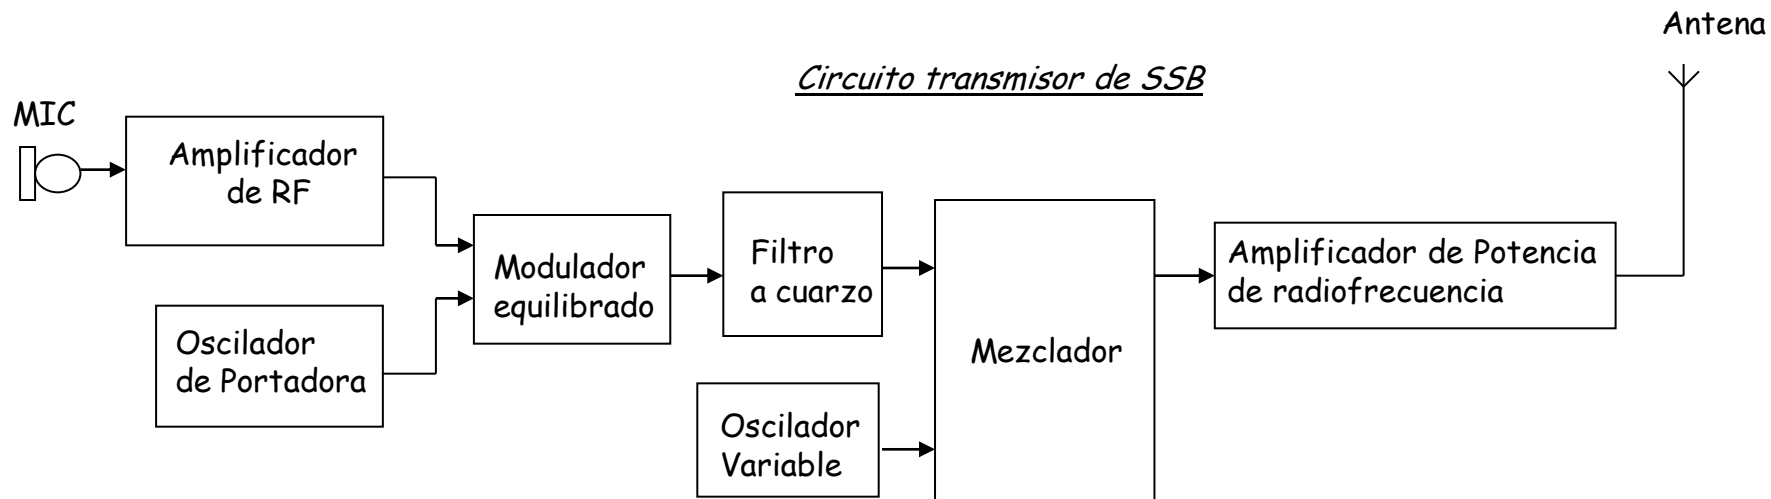 Antena
Circuito transmisor de SSB
MIC
Amplificador
de RF
Modulador
equilibrado
Filtro
a cuarzo
Amplificador de Potencia
de radiofrecuencia
Oscilador
de Portadora
Mezclador
Oscilador
Variable